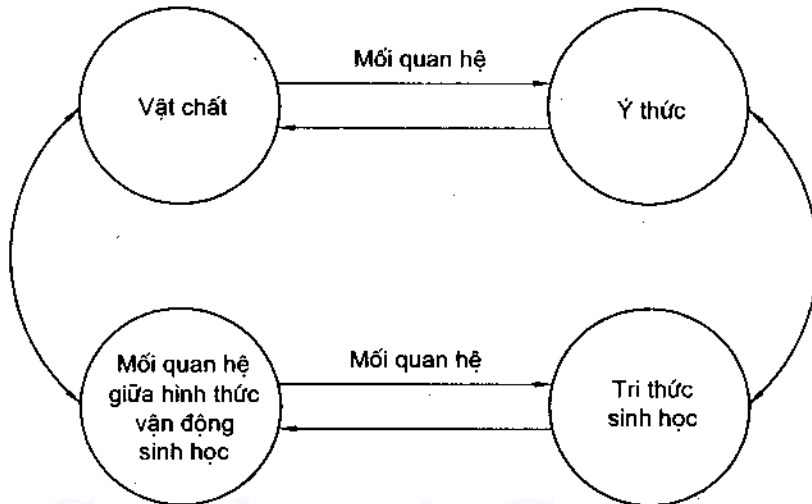 Mối quan hệ
Vật chất
Ý thức
Mối quan hệ
giữa hình thức
vận động
sinh học
Mối quan hệ
Tri thức
sinh học